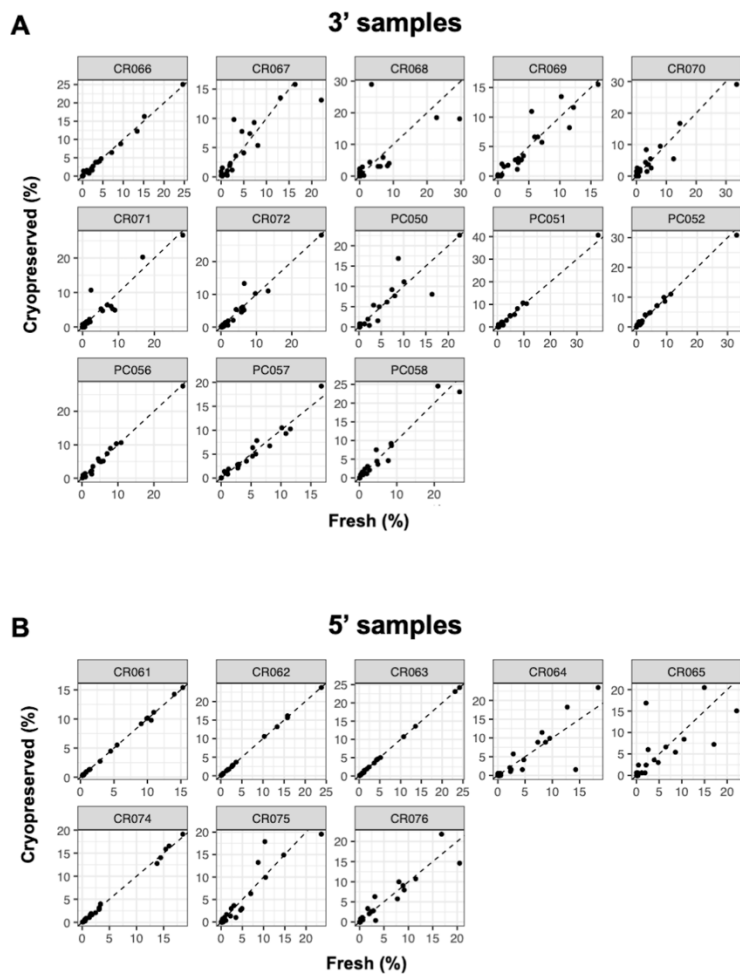 A 3’ samples
CR066 CR067 CR068 CR069 CR070
25 20 15 10 5 0
0 5 10 15 20 25
15 10 5 0
0 5 10 15 20
30 20 10 0
0 10 20 30
15 10 5 0
0 5 10 15
30 20 10 0
0 10 20 30
CR071 CR072 PC050 PC051 PC052
20 10 0
0 10 20
20 10 0
0 10 20
20 15 10 5 0
0 5 10 15 20
40 30 20 10 0
0 10 20 30
30 20 10 0
0 10 20 30
PC056 PC057 PC058
20 10 0
0 10 20
20 15 10 5 0
0 5 10 15
25 20 15 10 5 0
0 10 20
Cryopreserved (%)
Fresh (%)
B 5’ samples
CR061 CR062 CR063 CR064 CR065
15 10 5 0
0 5 10 15
20 15 10 5 0
0 5 10 15 20 25
25 20 15 10 5 0
0 5 10 15 20 25
20 10 0
0 5 10 15
20 15 10 5 0
0 5 10 15 20
CR074 CR075 CR076
20 15 10 5 0
0 5 10 15
20 15 10 5 0
0 5 10 15 20
20 15 10 5 0
0 5 10 15 20
Cryopreserved (%)
Fresh (%)